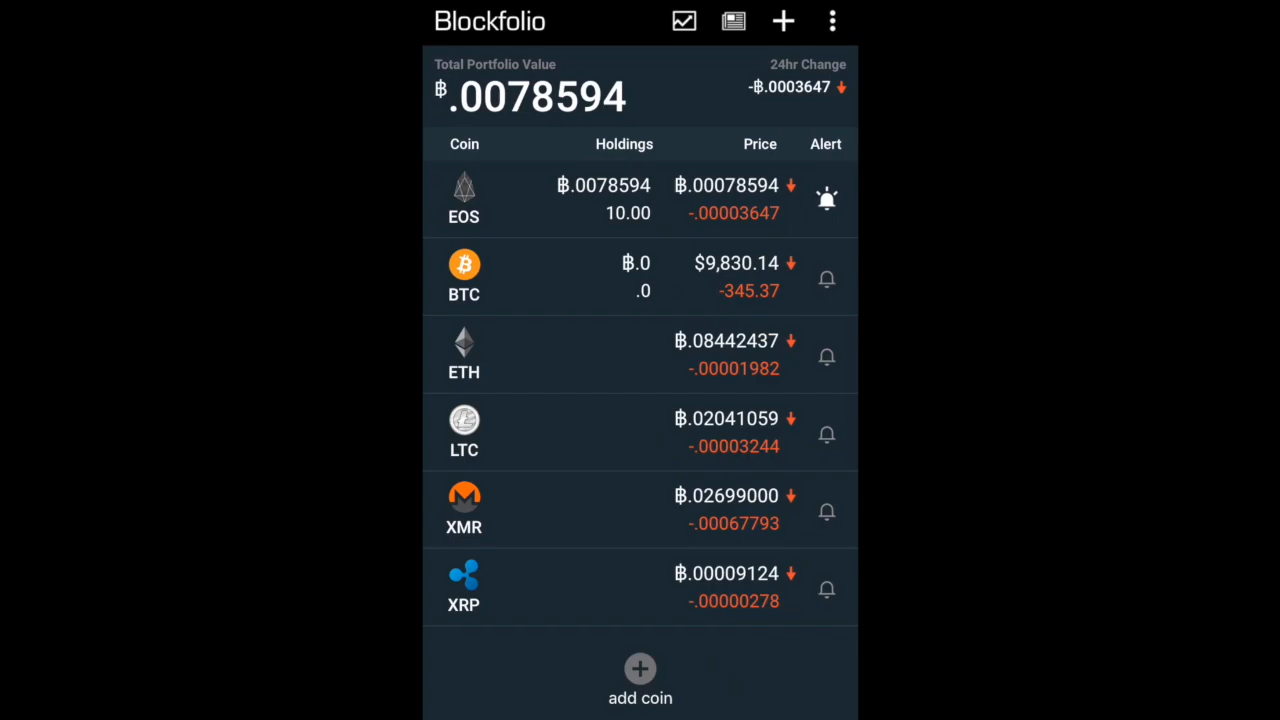 Blockfolio
Total Portfolio Value 24hr Change
฿.0078594 -฿.0003647
Coin Holdings Price Alert
฿.0078594 ฿.00078594
EOS 10.00 -.00003647
฿.0 $9,830.14
BTC .0 -345.37
฿.08442437
ETH -.00001982
฿.02041059
LTC -.00003244
฿.02699000
XMR -.00067793
฿.00009124
XRP -.00000278
add coin